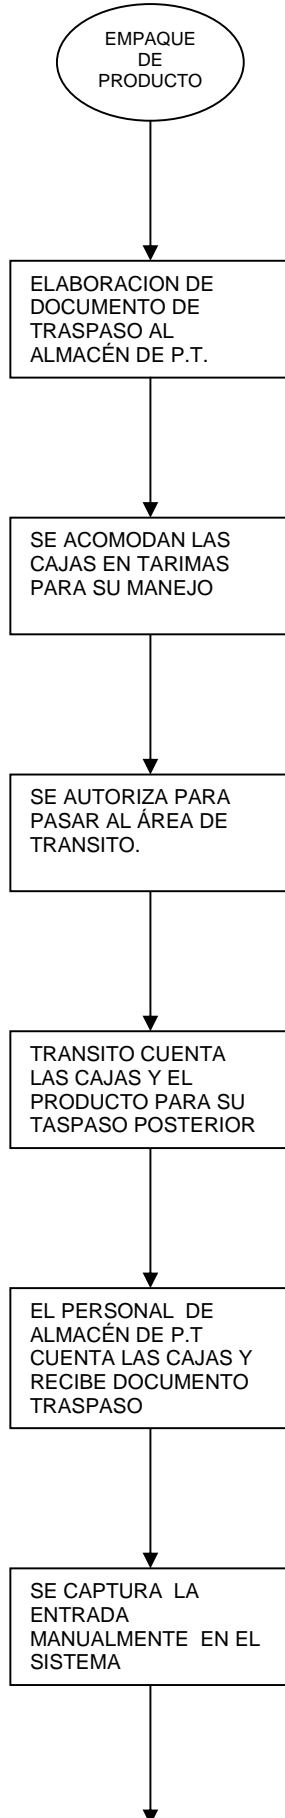 EMPAQUE
DE
PRODUCTO
ELABORACION DE
DOCUMENTO DE
TRASPASO AL
ALMACÉN DE P.T.
SE ACOMODAN LAS
CAJAS EN TARIMAS
PARA SU MANEJO
SE AUTORIZA PARA
PASAR AL ÁREA DE
TRANSITO.
TRANSITO CUENTA
LAS CAJAS Y EL
PRODUCTO PARA SU
TASPASO POSTERIOR
EL PERSONAL DE
ALMACÉN DE P.T
CUENTA LAS CAJAS Y
RECIBE DOCUMENTO
TRASPASO
SE CAPTURA LA
ENTRADA
MANUALMENTE EN EL
SISTEMA